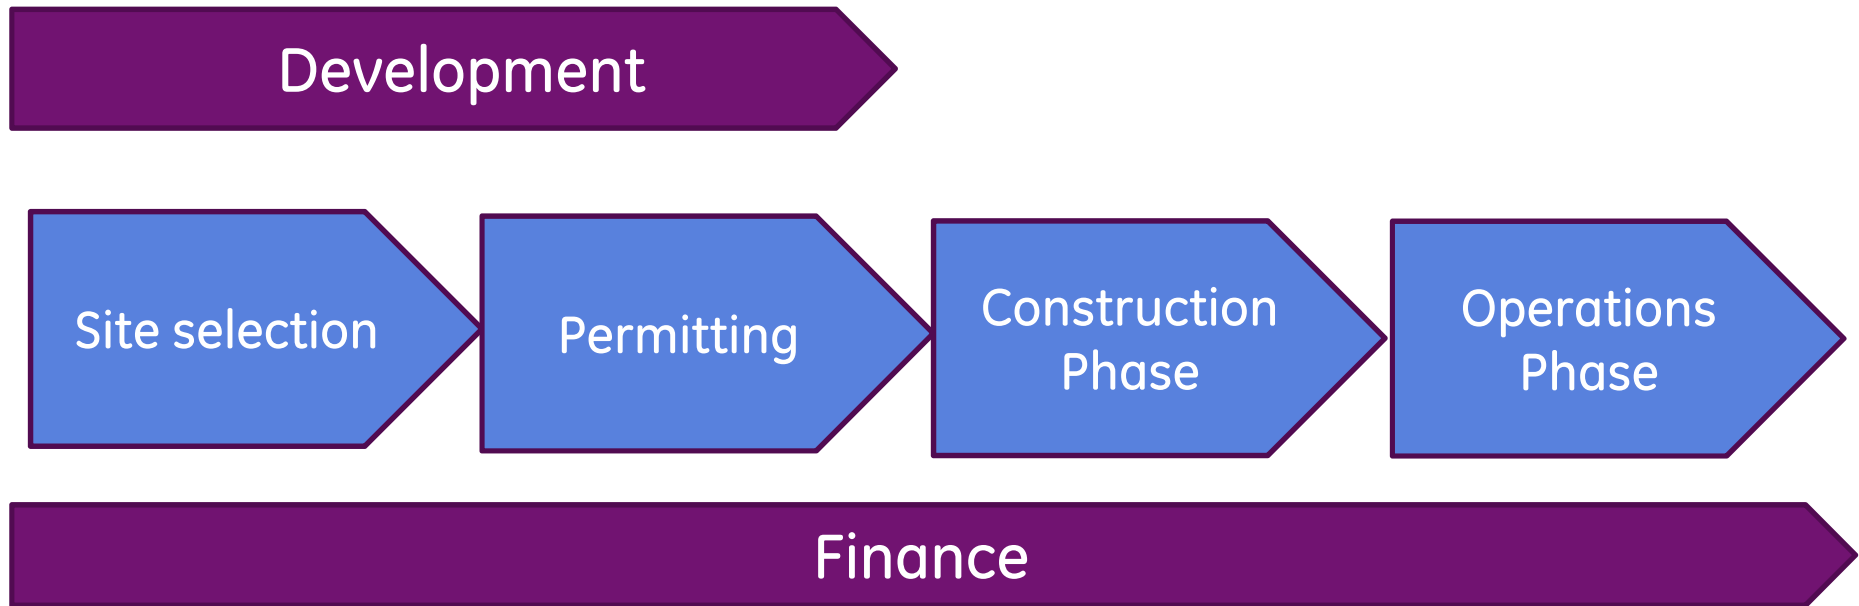 Development
Site selection
Permitting
Construction
Phase
Operations
Phase
Finance